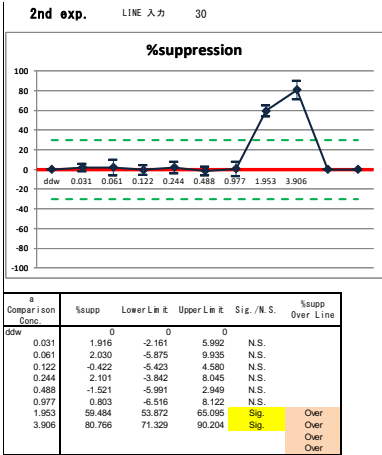 2nd exp. LINE 入力 30
%suppression
100
80
60
40
20
0
ddw 0.031 0.061 0.122 0.244 0.488 0.977 1.953 3.906
-20
-40
-60
-80
-100
a
Comparison Conc. %supp Lower Limit Upper Limit Sig./N.S. %supp Over Line
ddw 0 0 0
0.031 1.916 -2.161 5.992 N.S.
0.061 2.030 -5.875 9.935 N.S.
0.122 -0.422 -5.423 4.580 N.S.
0.244 2.101 -3.842 8.045 N.S.
0.488 -1.521 -5.991 2.949 N.S.
0.977 0.803 -6.516 8.122 N.S.
1.953 59.484 53.872 65.095 Sig. Over
3.906 80.766 71.329 90.204 Sig. Over
Over
Over